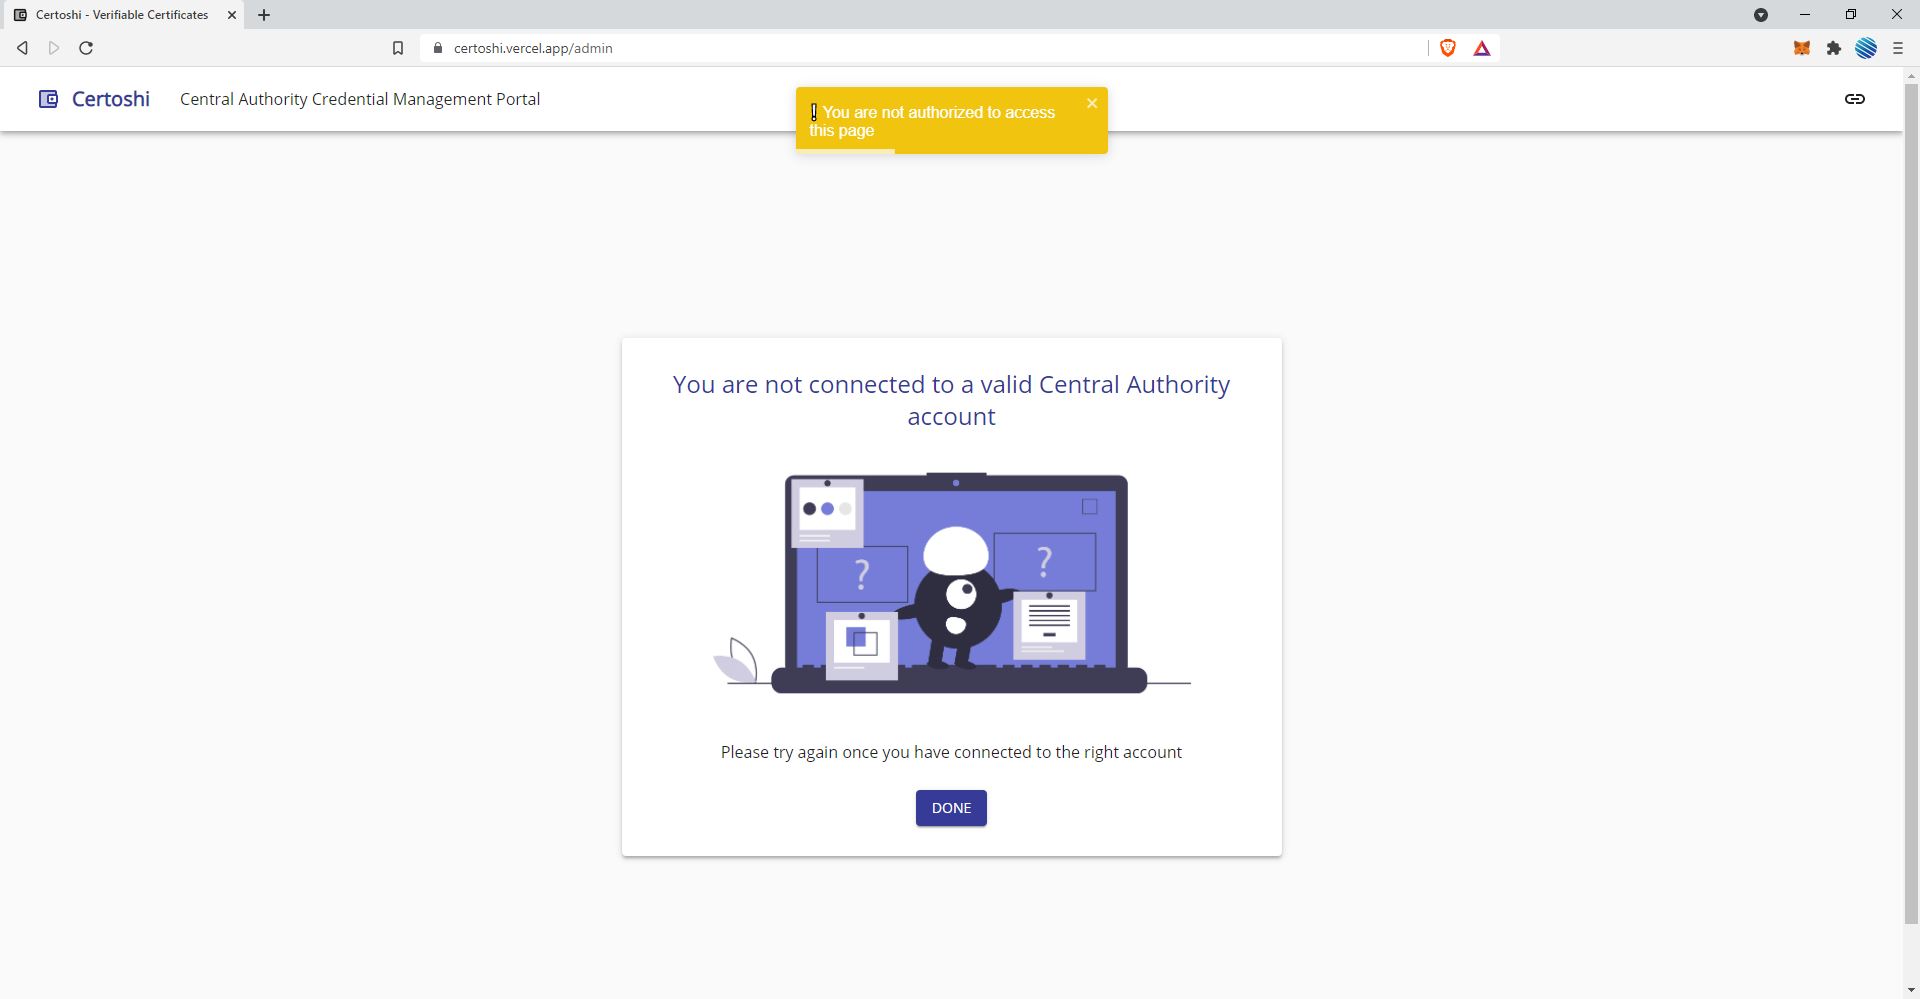 Certoshi - Verifiable Certificates
certoshi.vercel.app/admin
Certoshi
Central Authority Credential Management Portal
❕ You are not authorized to access
this page
You are not connected to a valid Central Authority
account
?
?
Please try again once you have connected to the right account
DONE